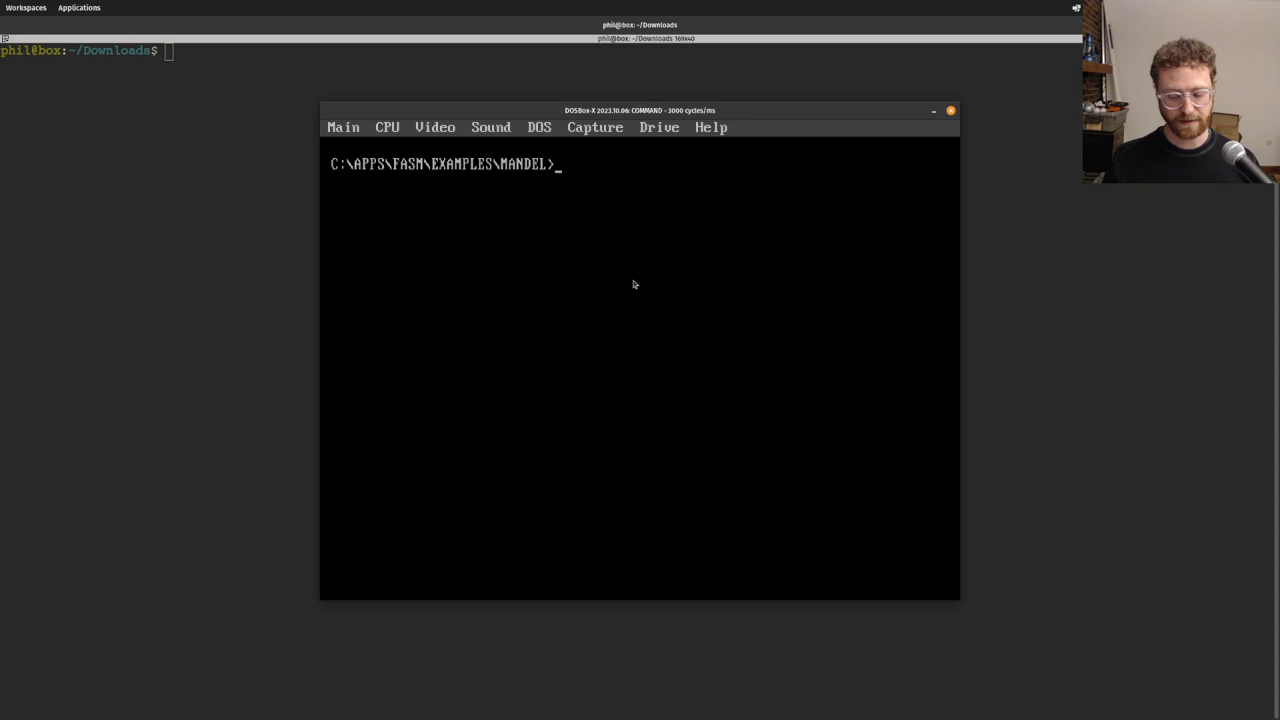 Workspaces Applications
phil@box: ~/Downloads
phil@box: ~/Downloads 169x40
phil@box:~/Downloads$
DOSBox-X 2023.10.06: COMMAND - 3000 cycles/ms
Main CPU Video Sound DOS Capture Drive Help
C:\APPS\FASM\EXAMPLES\MANDEL>_